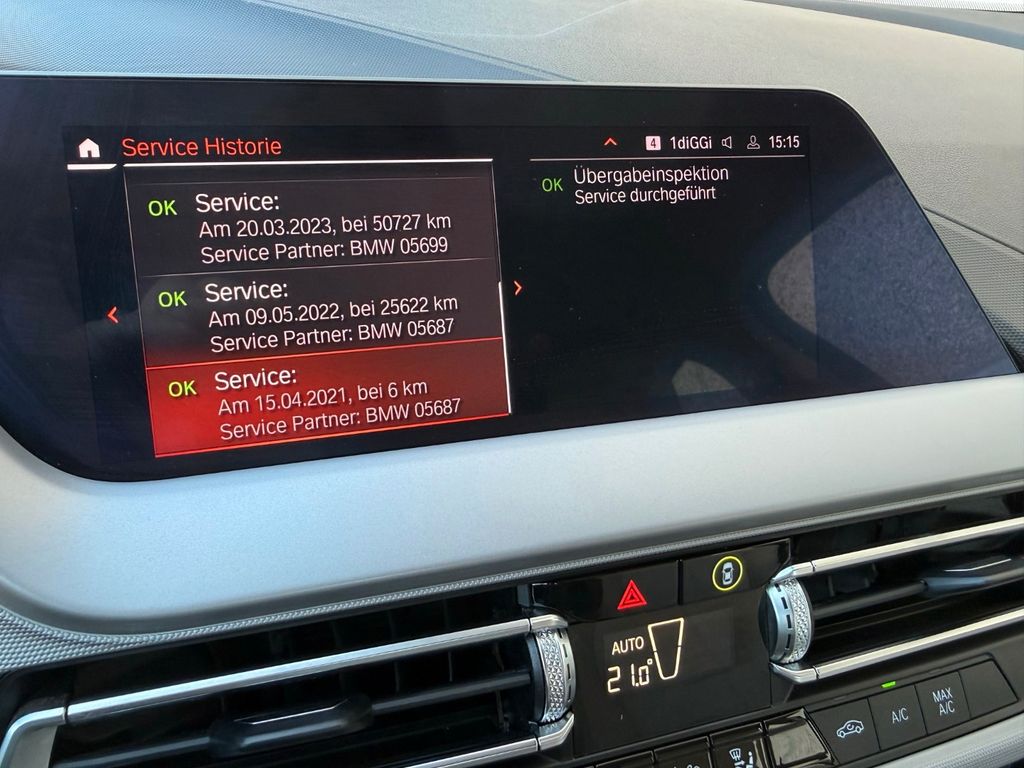 Service Historie
4 1diGGi 15:15
OK Service:
Am 20.03.2023, bei 50727 km
Service Partner: BMW 05699
OK Service:
Am 09.05.2022, bei 25622 km
Service Partner: BMW 05687
OK Service:
Am 15.04.2021, bei 6 km
Service Partner: BMW 05687
OK Übergabeinspektion
Service durchgeführt
AUTO
21.0°
A/C
MAX
A/C